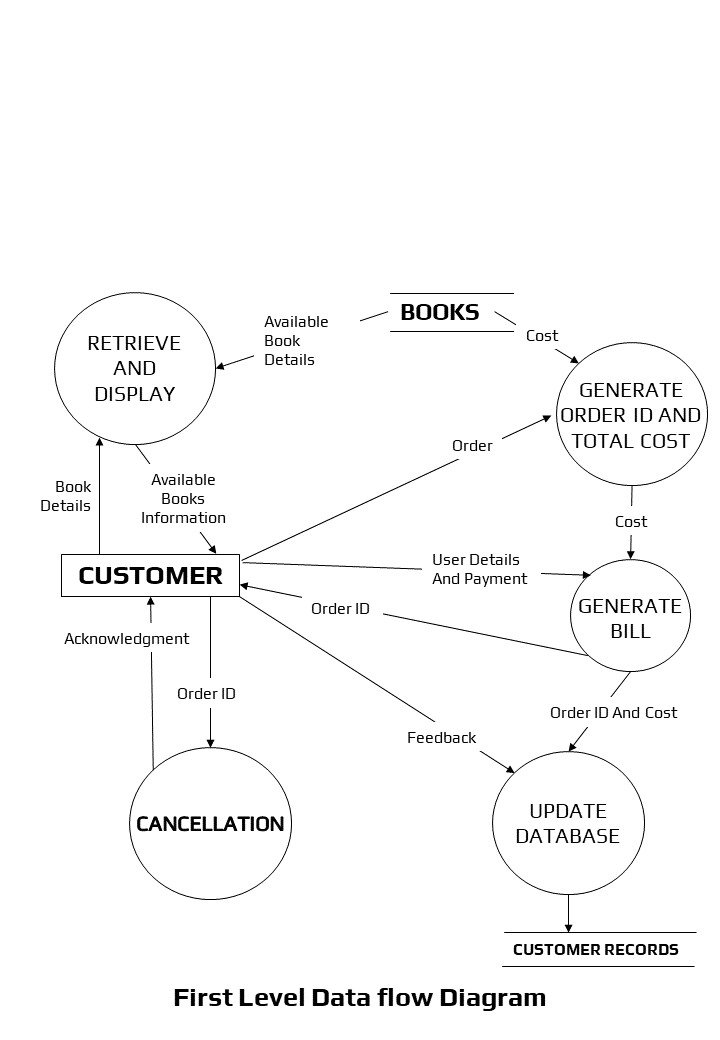 BOOKS
Available
Book
Details
Cost
RETRIEVE
AND
DISPLAY
GENERATE
ORDER ID AND
TOTAL COST
Order
Book
Details
Available
Books
Information
Cost
CUSTOMER
User Details
And Payment
Order ID
GENERATE
BILL
Acknowledgment
Order ID
Order ID And Cost
Feedback
CANCELLATION
UPDATE
DATABASE
CUSTOMER RECORDS
First Level Data flow Diagram